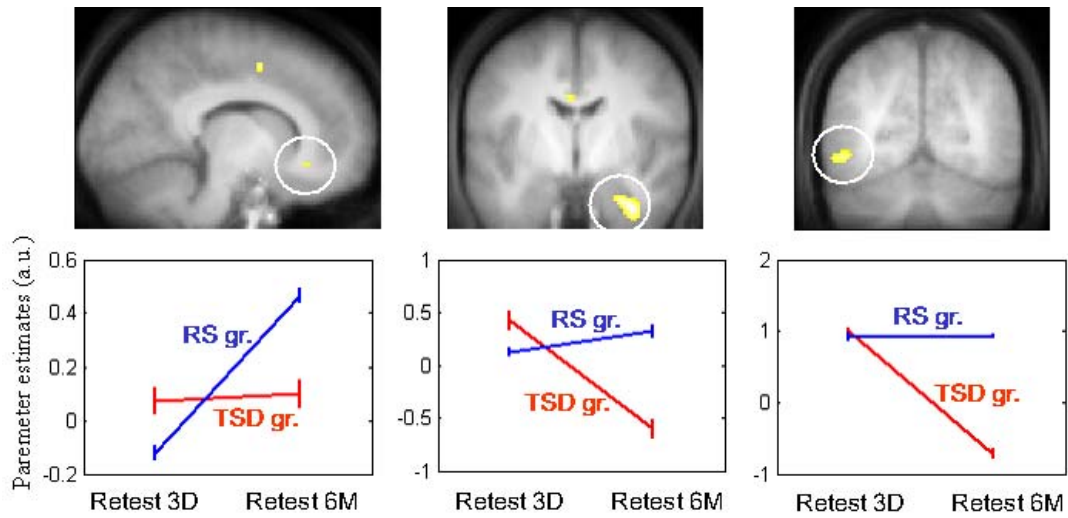 Paremeter estimates (a.u.)
0.6
0.4
0.2
0
-0.2
RS gr.
TSD gr.
Retest 3D Retest 6M
1
0.5
0
-0.5
-1
RS gr.
TSD gr.
Retest 3D Retest 6M
2
1
0
-1
RS gr.
TSD gr.
Retest 3D Retest 6M